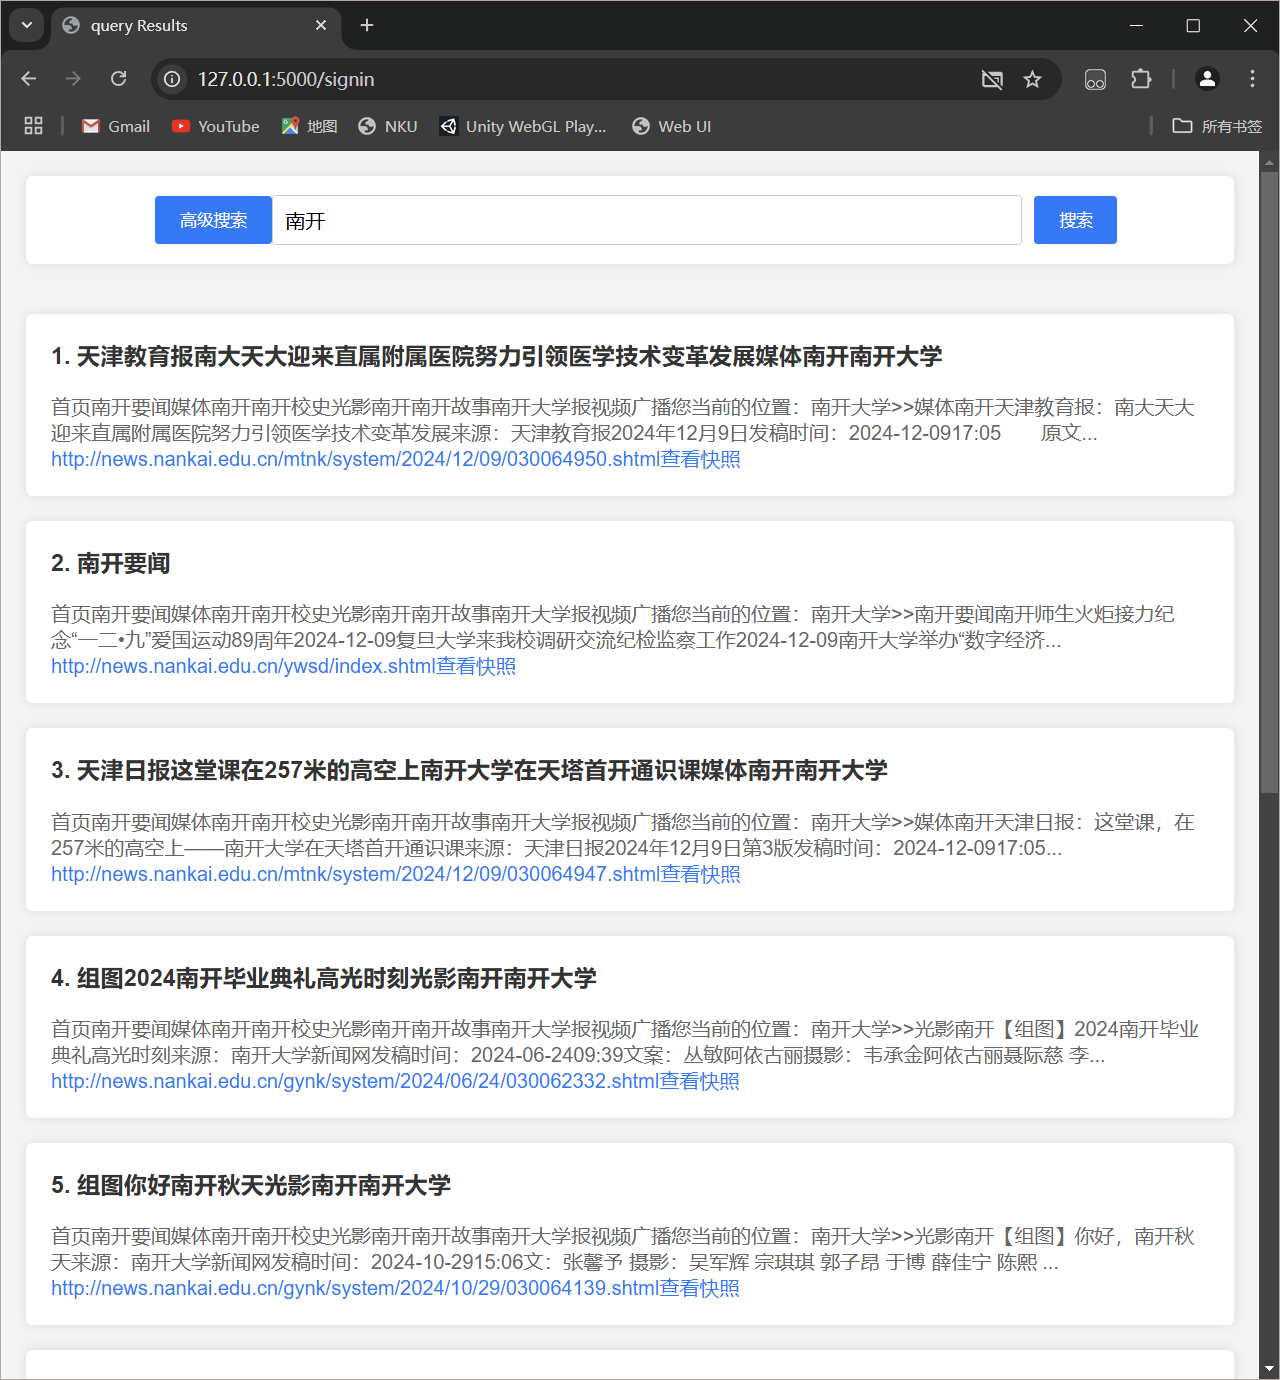 query Results
127.0.0.1:5000/signin
Gmail
YouTube
地图
NKU
Unity WebGL Play...
Web UI
所有书签
高级搜索
南开
搜索
1. 天津教育报南大天大迎来直属附属医院努力引领医学技术变革发展媒体南开南开大学
首页南开要闻媒体南开南开校史光影南开南开故事南开大学报视频广播您当前的位置：南开大学>>媒体南开天津教育报：南大天大
迎来直属附属医院努力引领医学技术变革发展来源：天津教育报2024年12月9日发稿时间：2024-12-0917:05　　原文...
http://news.nankai.edu.cn/mtnk/system/2024/12/09/030064950.shtml查看快照
2. 南开要闻
首页南开要闻媒体南开南开校史光影南开南开故事南开大学报视频广播您当前的位置：南开大学>>南开要闻南开师生火炬接力纪
念“一二•九”爱国运动89周年2024-12-09复旦大学来我校调研交流纪检监察工作2024-12-09南开大学举办“数字经济...
http://news.nankai.edu.cn/ywsd/index.shtml查看快照
3. 天津日报这堂课在257米的高空上南开大学在天塔首开通识课媒体南开南开大学
首页南开要闻媒体南开南开校史光影南开南开故事南开大学报视频广播您当前的位置：南开大学>>媒体南开天津日报：这堂课，在
257米的高空上——南开大学在天塔首开通识课来源：天津日报2024年12月9日第3版发稿时间：2024-12-0917:05...
http://news.nankai.edu.cn/mtnk/system/2024/12/09/030064947.shtml查看快照
4. 组图2024南开毕业典礼高光时刻光影南开南开大学
首页南开要闻媒体南开南开校史光影南开南开故事南开大学报视频广播您当前的位置：南开大学>>光影南开【组图】2024南开毕业
典礼高光时刻来源：南开大学新闻网发稿时间：2024-06-2409:39文案：丛敏阿依古丽摄影：韦承金阿依古丽聂际慈 李...
http://news.nankai.edu.cn/gynk/system/2024/06/24/030062332.shtml查看快照
5. 组图你好南开秋天光影南开南开大学
首页南开要闻媒体南开南开校史光影南开南开故事南开大学报视频广播您当前的位置：南开大学>>光影南开【组图】你好，南开秋
天来源：南开大学新闻网发稿时间：2024-10-2915:06文：张馨予 摄影：吴军辉 宗琪琪 郭子昂 于博 薛佳宁 陈熙 ...
http://news.nankai.edu.cn/gynk/system/2024/10/29/030064139.shtml查看快照